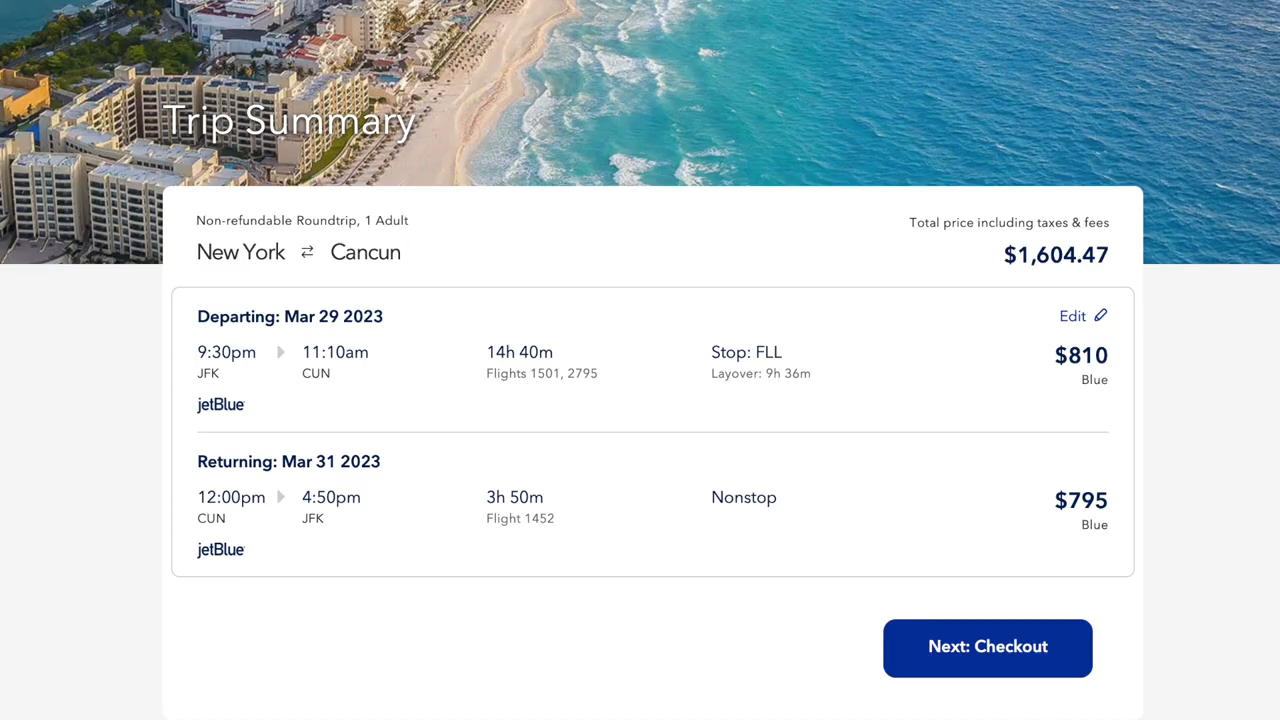 Trip Summary
Non-refundable Roundtrip, 1 Adult
Total price including taxes & fees
New York ⇄ Cancun
$1,604.47
Departing: Mar 29 2023
Edit
9:30pm 11:10am 14h 40m Stop: FLL $810
JFK CUN Flights 1501, 2795 Layover: 9h 36m Blue
jetBlue
Returning: Mar 31 2023
12:00pm 4:50pm 3h 50m Nonstop $795
CUN JFK Flight 1452 Blue
jetBlue
Next: Checkout